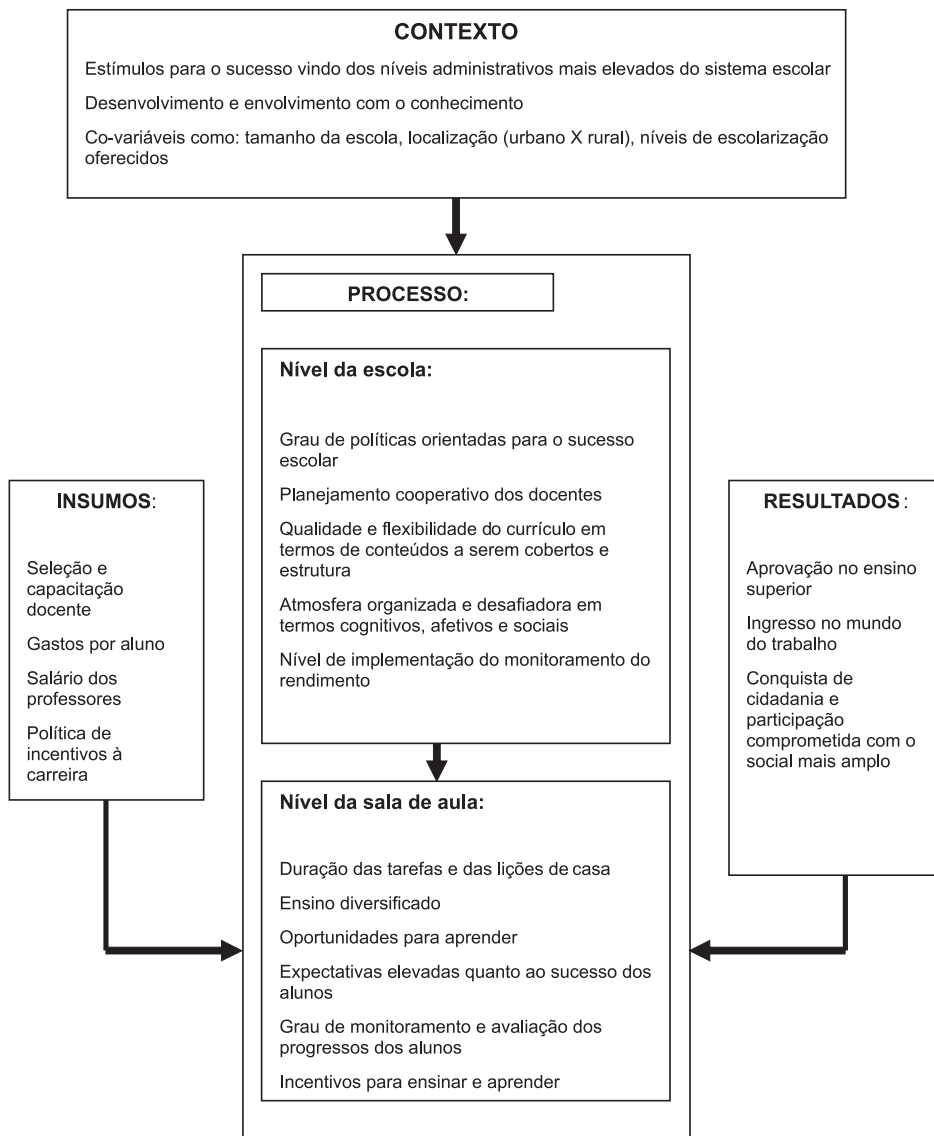 CONTEXTO
Estímulos para o sucesso vindo dos níveis administrativos mais elevados do sistema escolar
Desenvolvimento e envolvimento com o conhecimento
Co-variáveis como: tamanho da escola, localização (urbano X rural), níveis de escolarização
oferecidos
PROCESSO:
Nível da escola:
Grau de políticas orientadas para o sucesso
escolar
Planejamento cooperativo dos docentes
Qualidade e flexibilidade do currículo em
termos de conteúdos a serem cobertos e
estrutura
Atmosfera organizada e desafiadora em
termos cognitivos, afetivos e sociais
Nível de implementação do monitoramento do
rendimento
INSUMOS:
Seleção e
capacitação
docente
Gastos por aluno
Salário dos
professores
Política de
incentivos à
carreira
RESULTADOS :
Aprovação no ensino
superior
Ingresso no mundo
do trabalho
Conquista de
cidadania e
participação
comprometida com o
social mais amplo
Nível da sala de aula:
Duração das tarefas e das lições de casa
Ensino diversificado
Oportunidades para aprender
Expectativas elevadas quanto ao sucesso dos
alunos
Grau de monitoramento e avaliação dos
progressos dos alunos
Incentivos para ensinar e aprender